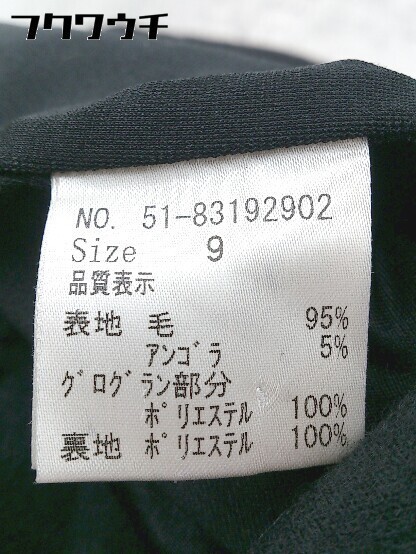 フクワウチ
NO. 51-83192902
Size 9
品質表示
表地 毛 95%
アンゴラ 5%
グログラン部分
ポリエステル 100%
裏地 ポリエステル 100%